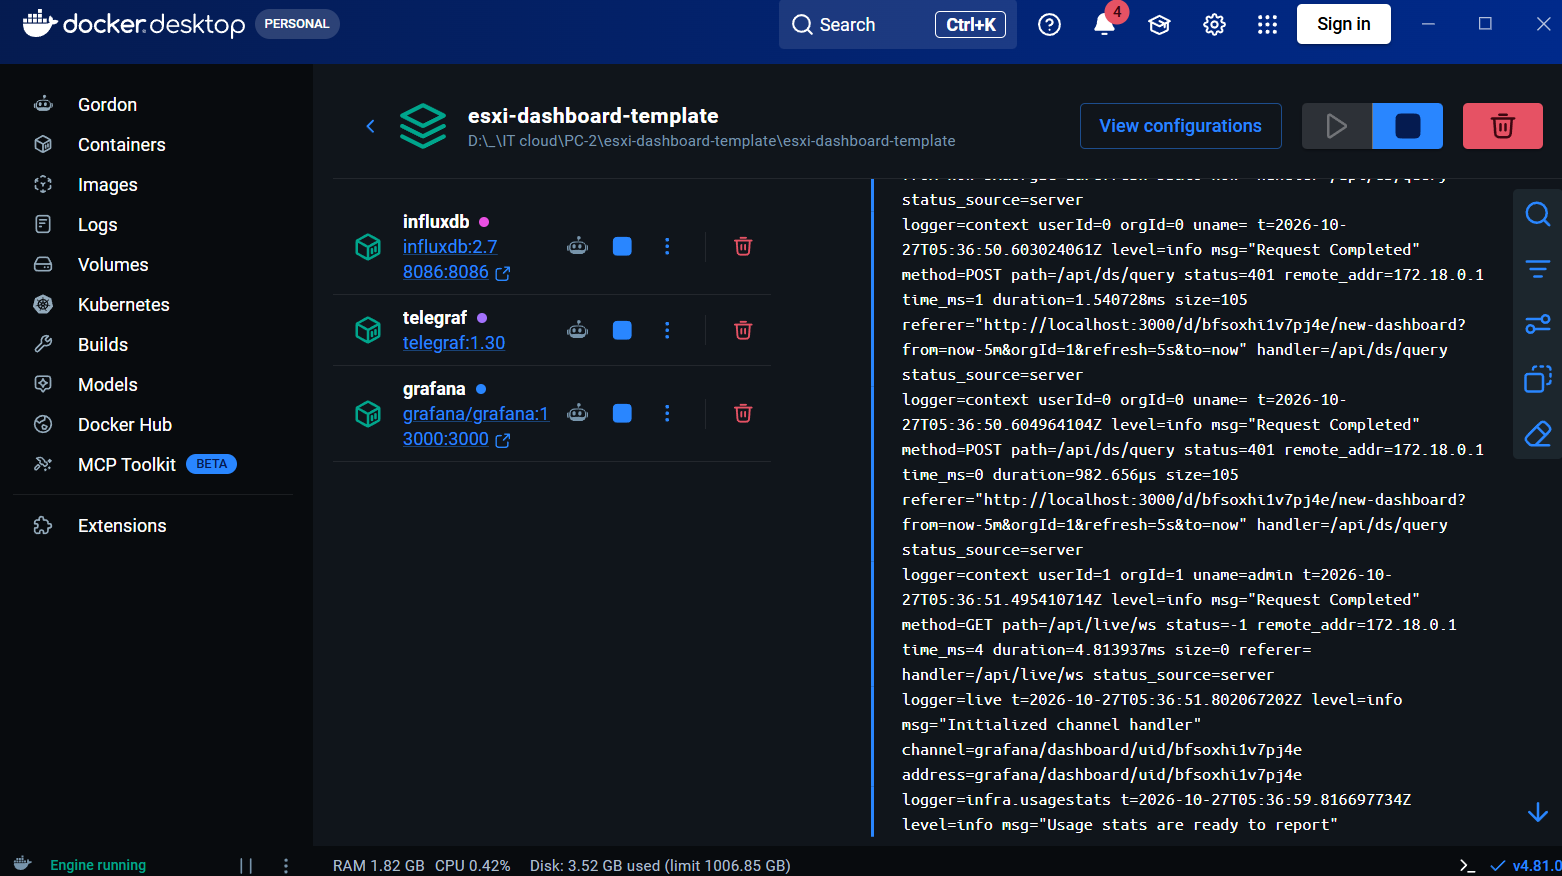 docker.desktop PERSONAL
Search Ctrl+K
4
Sign in
Gordon
Containers
Images
Logs
Volumes
Kubernetes
Builds
Models
Docker Hub
MCP Toolkit BETA
Extensions
esxi-dashboard-template
D:\_\IT cloud\PC-2\esxi-dashboard-template\esxi-dashboard-template
View configurations
influxdb
influxdb:2.7
8086:8086
telegraf
telegraf:1.30
grafana
grafana/grafana:1
3000:3000
status_source=server
logger=context userId=0 orgId=0 uname= t=2026-10-
27T05:36:50.603024061Z level=info msg="Request Completed"
method=POST path=/api/ds/query status=401 remote_addr=172.18.0.1
time_ms=1 duration=1.540728ms size=105
referer="http://localhost:3000/d/bfsoxhi1v7pj4e/new-dashboard?
from=now-5m&orgId=1&refresh=5s&to=now" handler=/api/ds/query
status_source=server
logger=context userId=0 orgId=0 uname= t=2026-10-
27T05:36:50.604964104Z level=info msg="Request Completed"
method=POST path=/api/ds/query status=401 remote_addr=172.18.0.1
time_ms=0 duration=982.656µs size=105
referer="http://localhost:3000/d/bfsoxhi1v7pj4e/new-dashboard?
from=now-5m&orgId=1&refresh=5s&to=now" handler=/api/ds/query
status_source=server
logger=context userId=1 orgId=1 uname=admin t=2026-10-
27T05:36:51.495410714Z level=info msg="Request Completed"
method=GET path=/api/live/ws status=-1 remote_addr=172.18.0.1
time_ms=4 duration=4.813937ms size=0 referer=
handler=/api/live/ws status_source=server
logger=live t=2026-10-27T05:36:51.802067202Z level=info
msg="Initialized channel handler"
channel=grafana/dashboard/uid/bfsoxhi1v7pj4e
address=grafana/dashboard/uid/bfsoxhi1v7pj4e
logger=infra.usagestats t=2026-10-27T05:36:59.816697734Z
level=info msg="Usage stats are ready to report"
Engine running
RAM 1.82 GB CPU 0.42% Disk: 3.52 GB used (limit 1006.85 GB)
v4.81.0